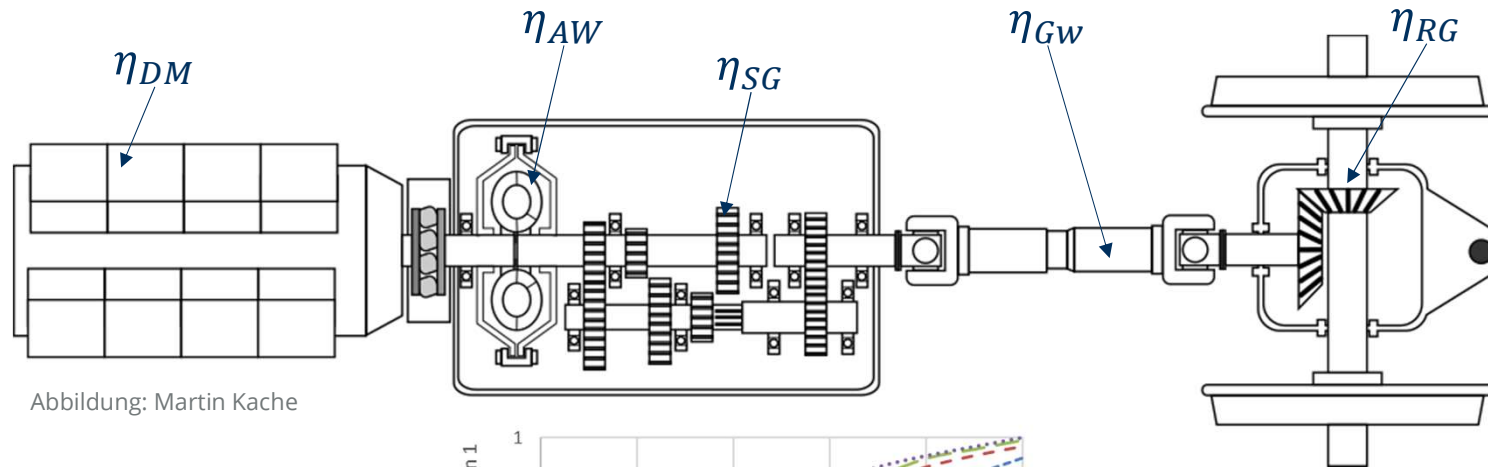 η_DM
η_AW
η_SG
η_Gw
η_RG
Abbildung: Martin Kache
1